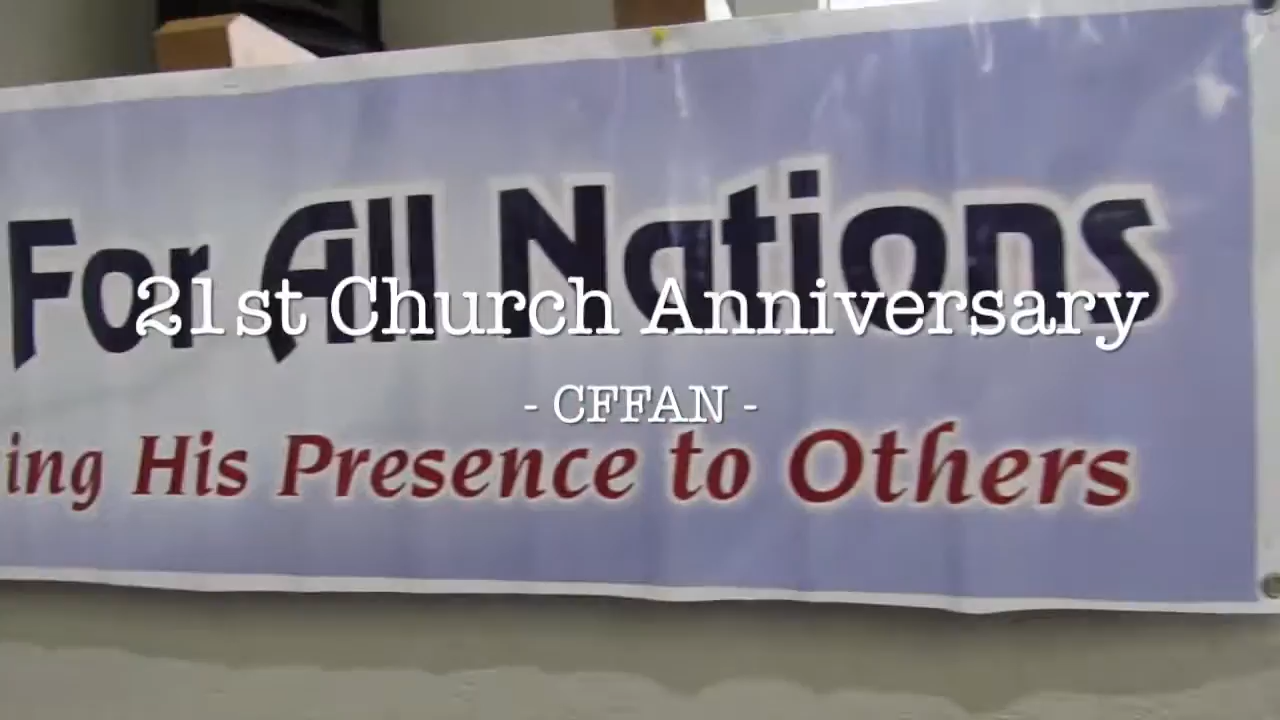 For All Nations
21st Church Anniversary
- CFFAN -
ing His Presence to Others